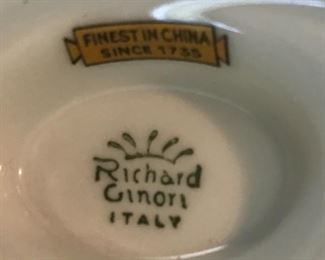 FINEST IN CHINA
SINCE 1735
Richard
Ginori
ITALY